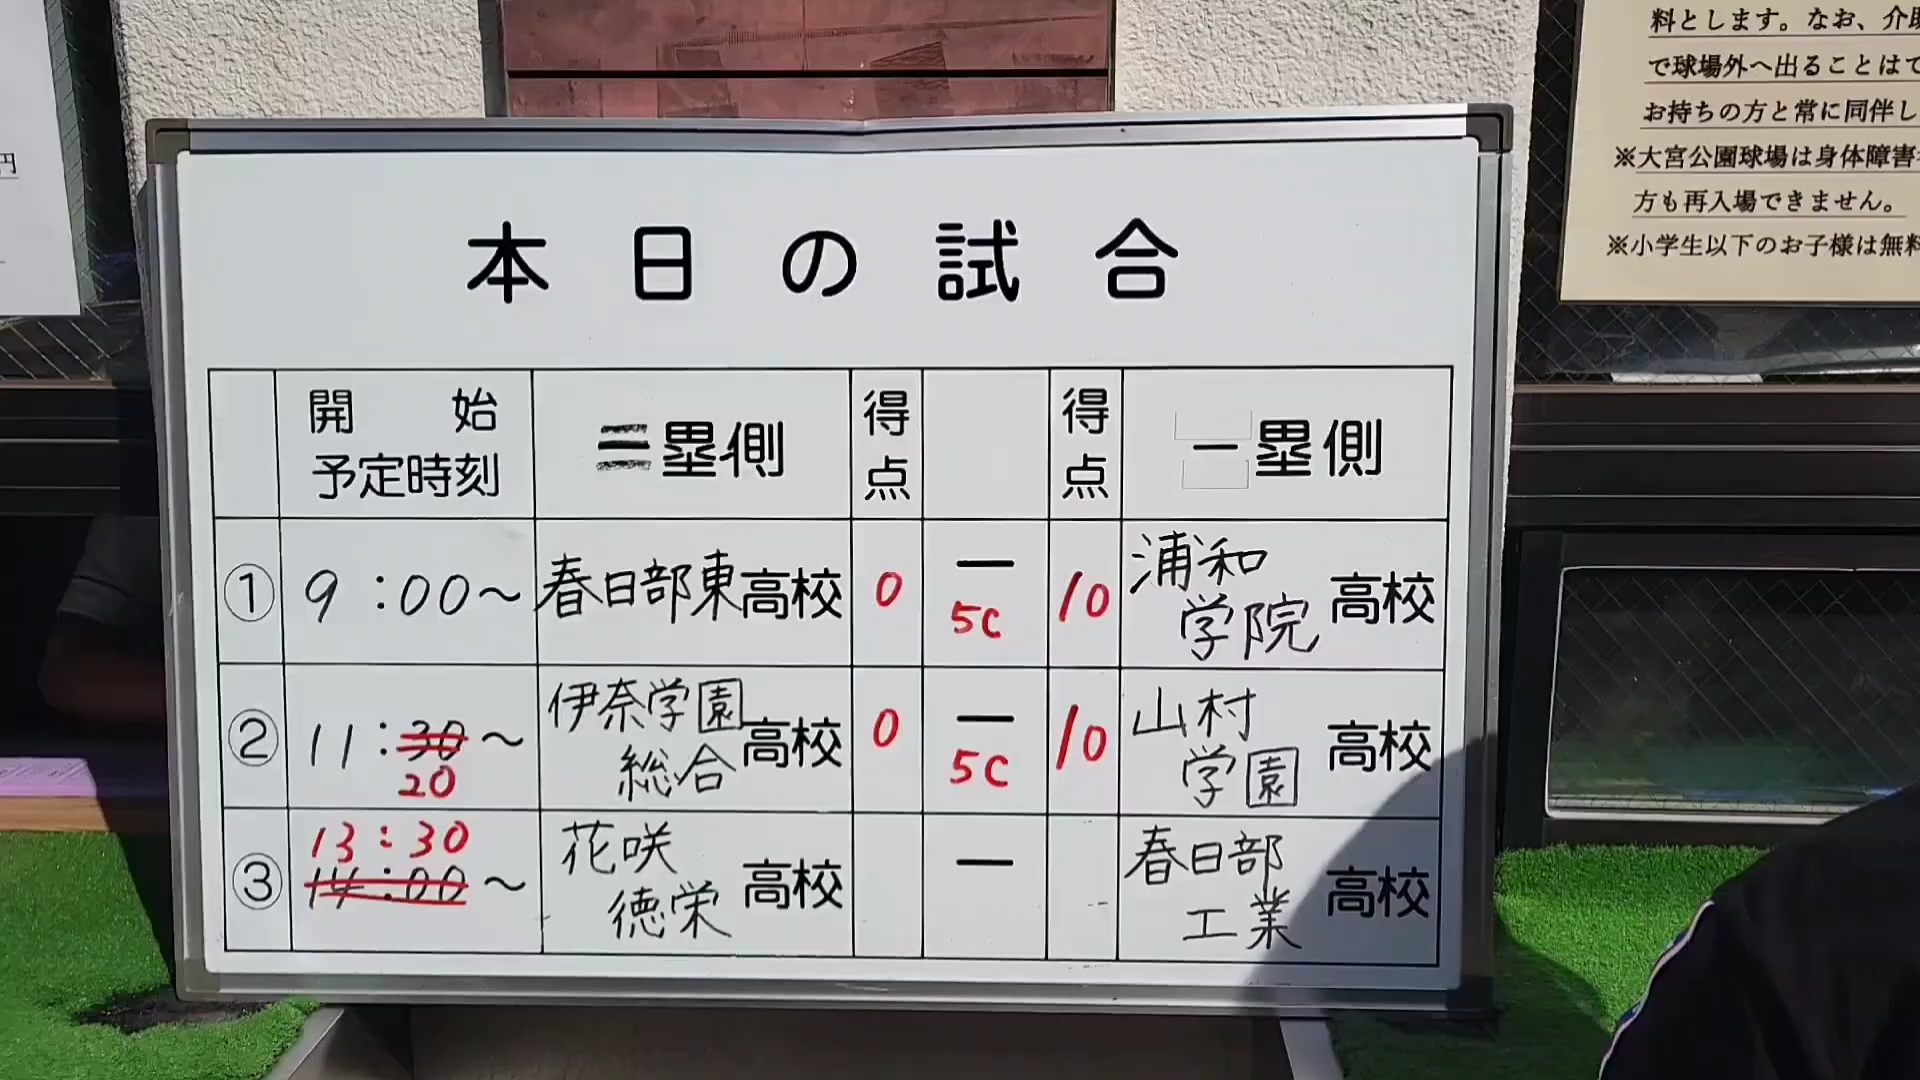 円
料とします。なお、介助
で球場外へ出ることはで
お持ちの方と常に同伴し
※大宮公園球場は身体障害
方も再入場できません。
※小学生以下のお子様は無料
本日の試合
開始予定時刻 三塁側 得点 得点 一塁側
① 9:00～ 春日部東高校 0 — 5C 10 浦和学院高校
② 11:30～ 20 伊奈学園総合高校 0 — 5C 10 山村学園高校
③ 13:30 14:00～ 花咲徳栄高校 — 春日部工業高校